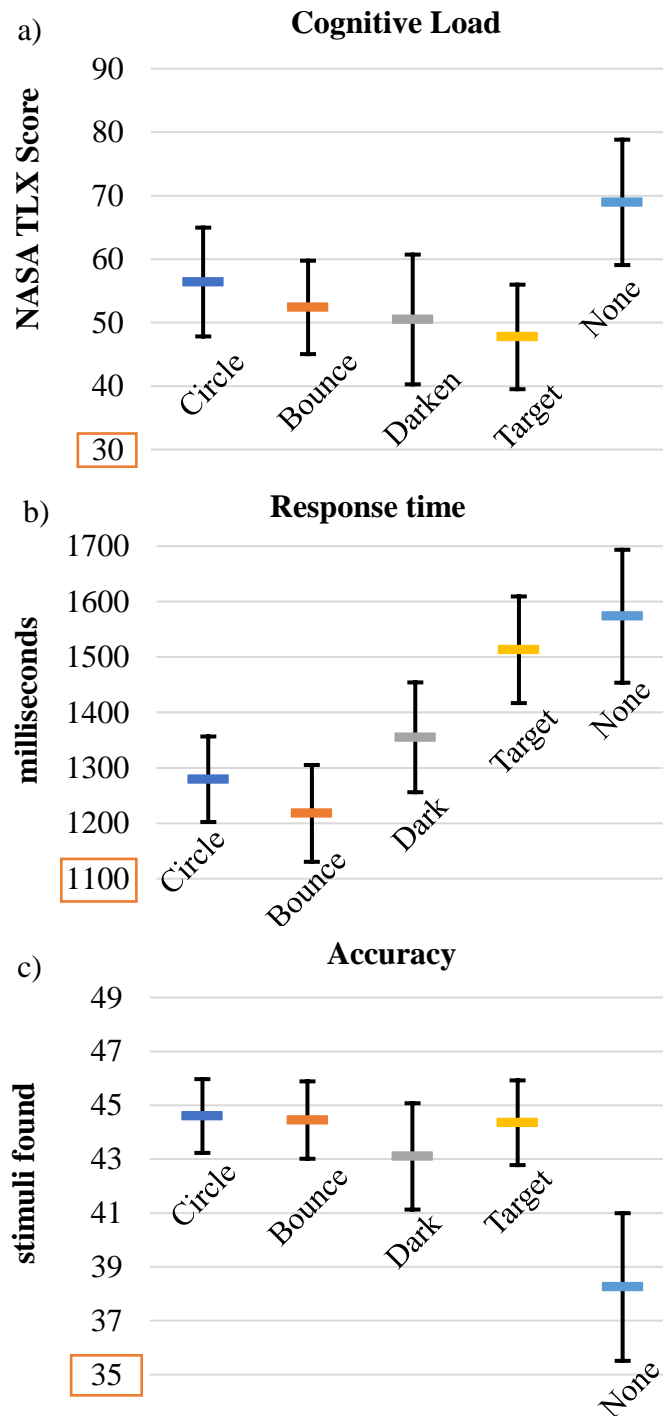 a)
Cognitive Load
NASA TLX Score
90
80
70
60
50
40
30
Circle
Bounce
Darken
Target
None
b)
Response time
milliseconds
1700
1600
1500
1400
1300
1200
1100
Circle
Bounce
Dark
Target
None
c)
Accuracy
stimuli found
49
47
45
43
41
39
37
35
Circle
Bounce
Dark
Target
None